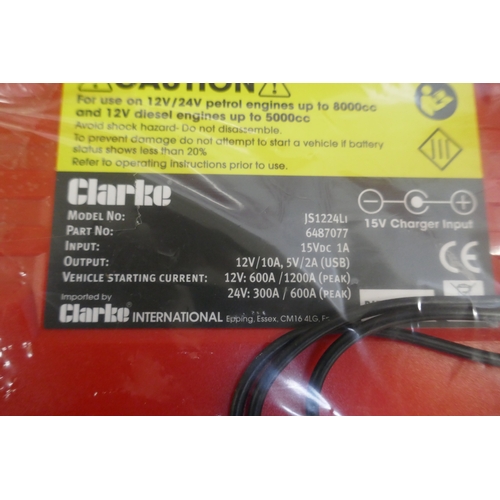 CAUTION
For use on 12V/24V petrol engines up to 8000cc
and 12V diesel engines up to 5000cc
Avoid shock hazard- Do not disassemble.
To prevent damage do not attempt to start a vehicle if battery
status shows less than 20%
Refer to operating instructions prior to use.
Clarke
MODEL NO: JS1224Li
PART NO: 6487077
INPUT: 15VDC 1A
OUTPUT: 12V/10A, 5V/2A (USB)
VEHICLE STARTING CURRENT: 12V: 600A/1200A (PEAK)
24V: 300A / 600A (PEAK)
15V Charger Input
CE
Imported by
Clarke INTERNATIONAL Epping, Essex, CM16 4LG,